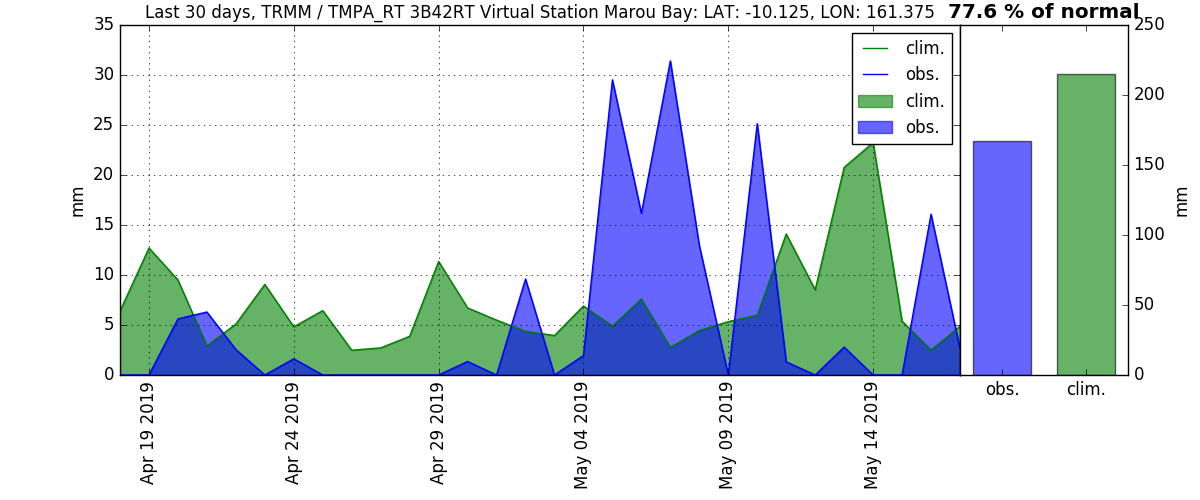 Last 30 days, TRMM / TMPA_RT 3B42RT Virtual Station Marou Bay: LAT: -10.125, LON: 161.375
77.6 % of normal
35
30
25
20
15
10
5
0
mm
clim.
obs.
clim.
obs.
Apr 19 2019
Apr 24 2019
Apr 29 2019
May 04 2019
May 09 2019
May 14 2019
250
200
150
100
50
0
mm
obs.
clim.